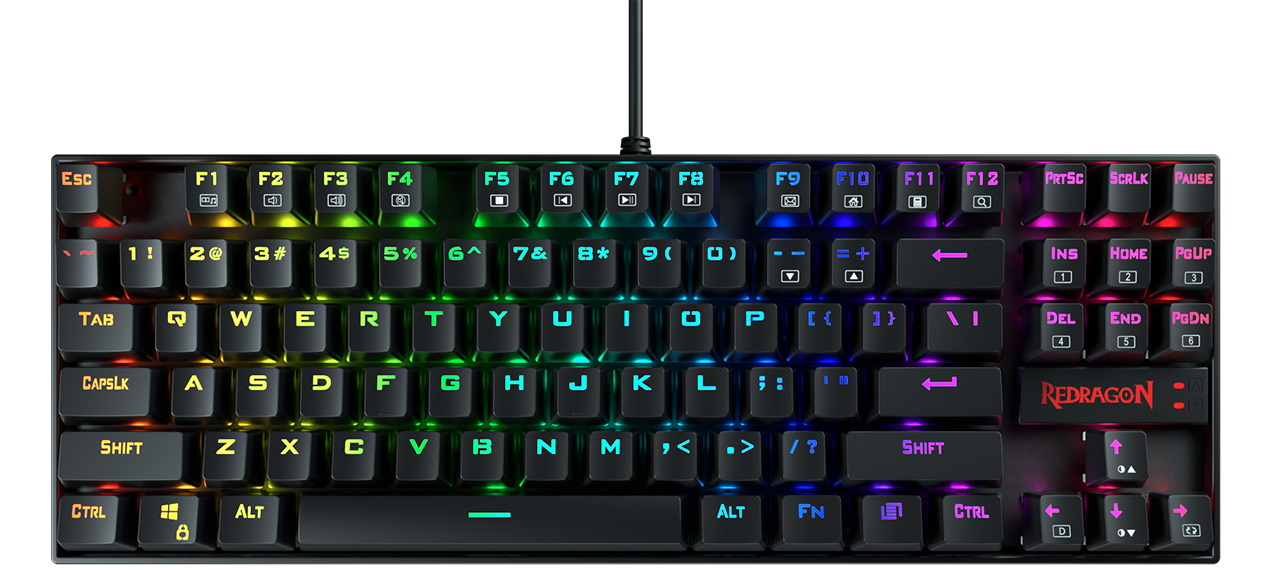 Esc F1 F2 F3 F4 F5 F6 F7 F8 F9 F10 F11 F12 PrtSc ScrLk Pause
` ~ 1 ! 2 @ 3 # 4 $ 5 % 6 ^ 7 & 8 * 9 ( 0 ) - - = + Ins 1 Home 2 PgUp 3
Tab Q W E R T Y U I O P [ { ] } \ | Del 4 End 5 PgDn 6
CapsLk A S D F G H J K L ; : ' " REDRAGON
Shift Z X C V B N M , < . > / ? Shift
Ctrl Alt Alt Fn Ctrl D